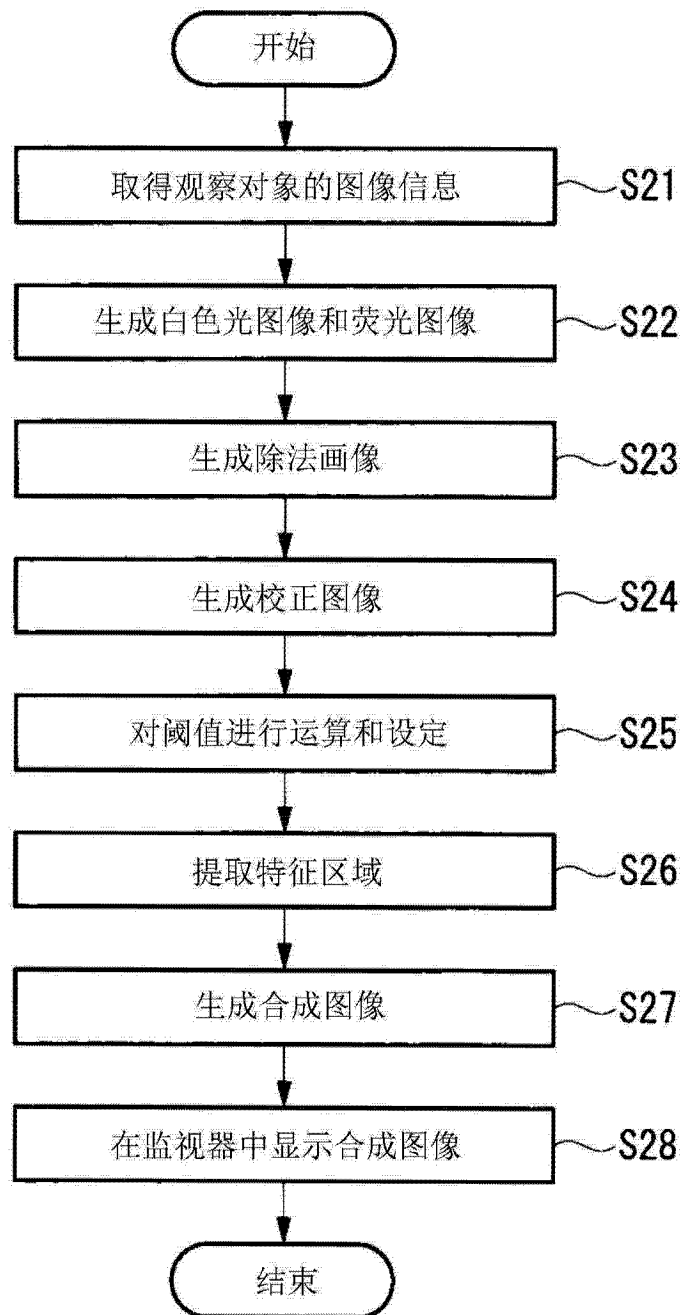 开始
取得观察对象的图像信息 S21
生成白色光图像和荧光图像 S22
生成除法画像 S23
生成校正图像 S24
对阈值进行运算和设定 S25
提取特征区域 S26
生成合成图像 S27
在监视器中显示合成图像 S28
结束